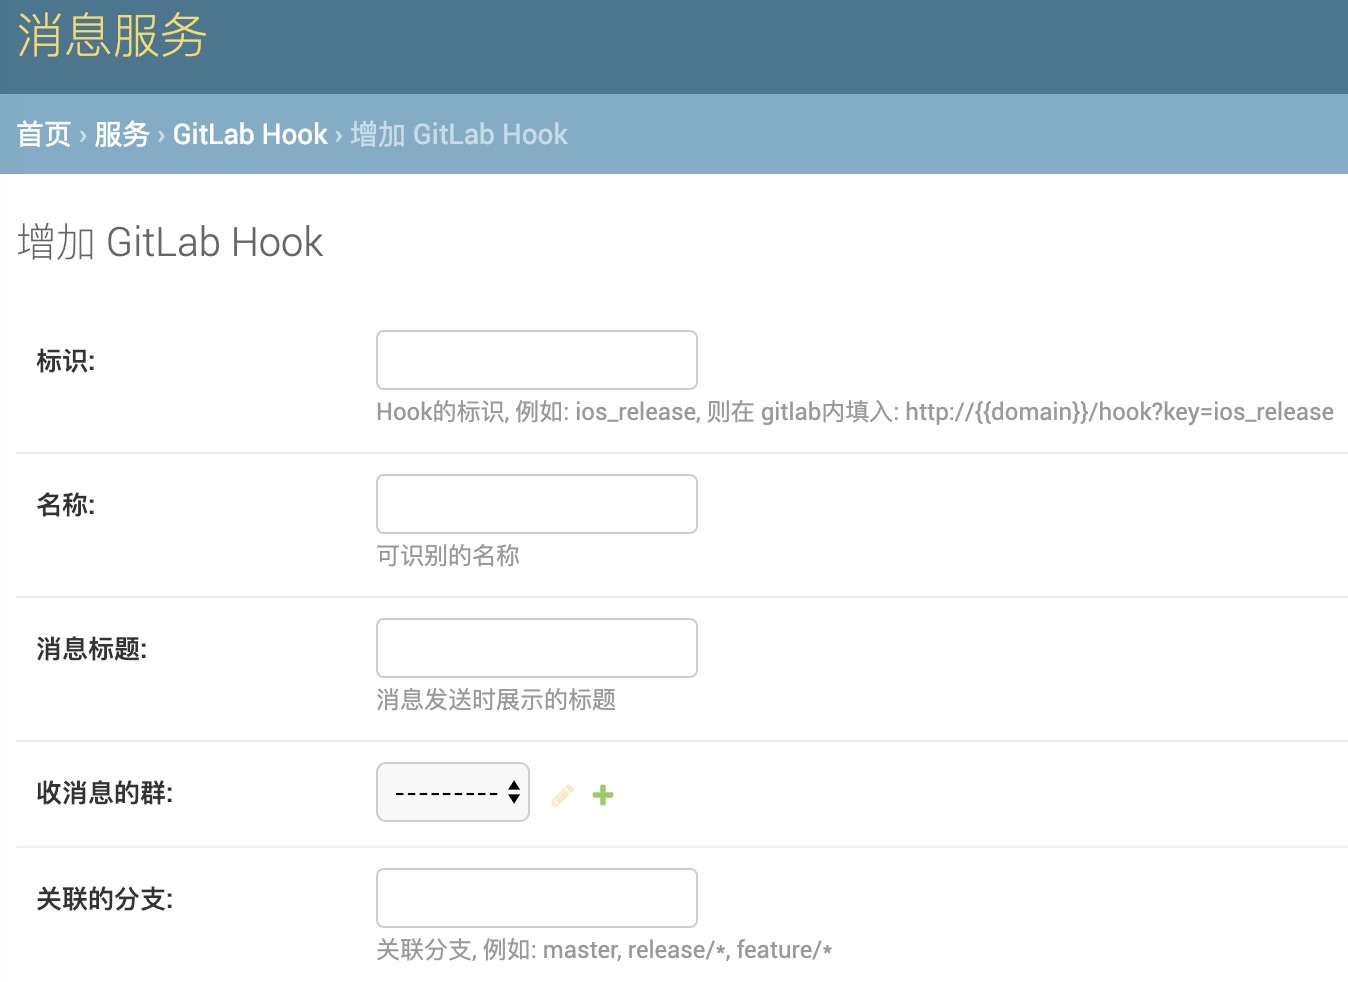 消息服务
首页 › 服务 › GitLab Hook › 增加 GitLab Hook
增加 GitLab Hook
标识:
Hook的标识, 例如: ios_release, 则在 gitlab内填入: http://{{domain}}/hook?key=ios_release
名称:
可识别的名称
消息标题:
消息发送时展示的标题
收消息的群: ----------
关联的分支:
关联分支, 例如: master, release/*, feature/*